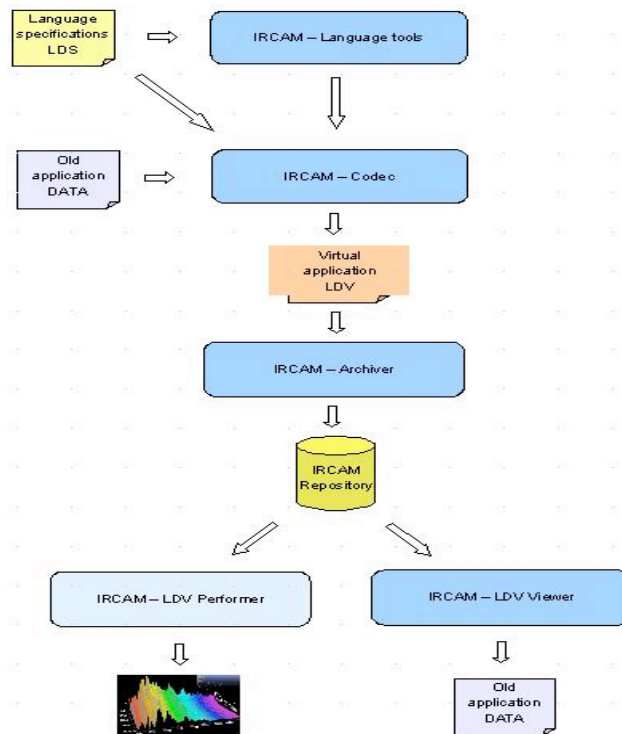 Language
specifications
LDS
IRCAM – Language tools
Old
application
DATA
IRCAM – Codec
Virtual
application
LDV
IRCAM – Archiver
IRCAM
Repository
IRCAM – LDV Performer
IRCAM – LDV Viewer
Old
application
DATA